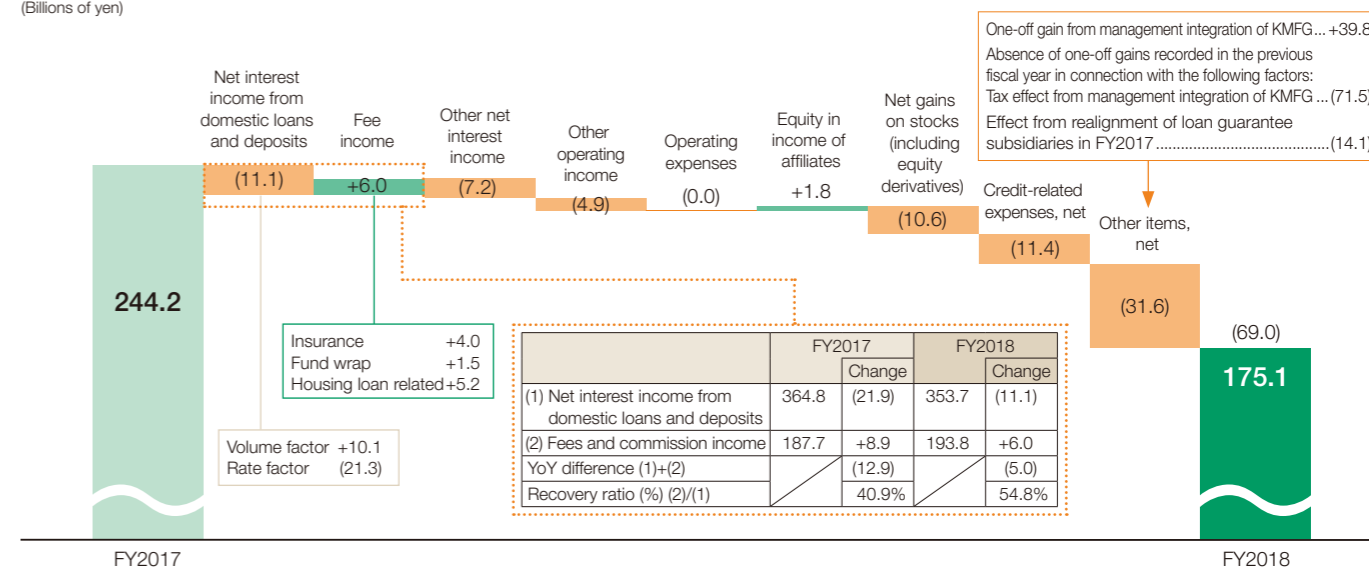 (Billions of yen)
One-off gain from management integration of KMFG... +39.8
Absence of one-off gains recorded in the previous
fiscal year in connection with the following factors:
Tax effect from management integration of KMFG ... (71.5)
Effect from realignment of loan guarantee
subsidiaries in FY2017 .......................................... (14.1)
Net interest
income from
domestic loans
and deposits
(11.1)
Fee
income
+6.0
Other net
interest
income
(7.2)
Other
operating
income
(4.9)
Operating
expenses
(0.0)
Equity in
income of
affiliates
+1.8
Net gains
on stocks
(including
equity
derivatives)
(10.6)
Credit-related
expenses, net
(11.4)
Other items,
net
(31.6)
(69.0)
244.2
175.1
Insurance +4.0
Fund wrap +1.5
Housing loan related +5.2
Volume factor +10.1
Rate factor (21.3)
FY2017 FY2018
Change Change
(1) Net interest income from
domestic loans and deposits 364.8 (21.9) 353.7 (11.1)
(2) Fees and commission income 187.7 +8.9 193.8 +6.0
YoY difference (1)+(2) (12.9) (5.0)
Recovery ratio (%) (2)/(1) 40.9% 54.8%
FY2017
FY2018